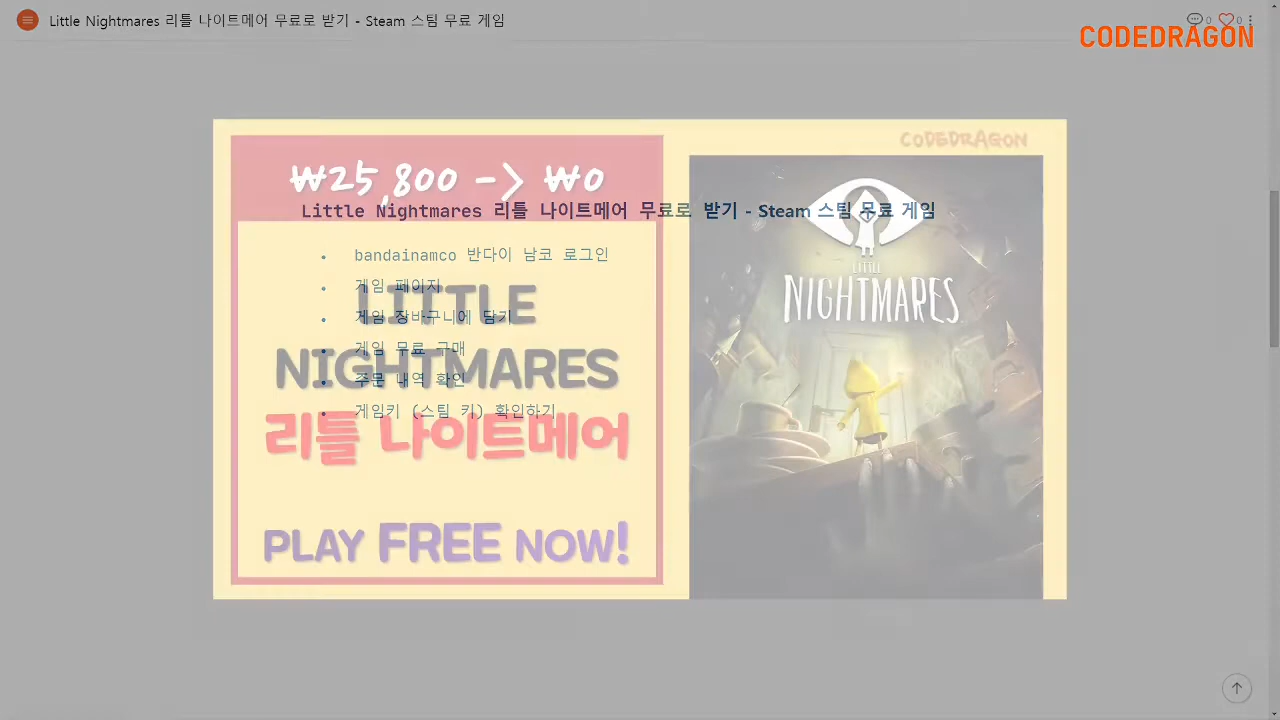 Little Nightmares 리틀 나이트메어 무료로 받기 - Steam 스팀 무료 게임
0 0
CODEDRAGON
CODEDRAGON
₩25,800 -> ₩0
Little Nightmares 리틀 나이트메어 무료로 받기 - Steam 스팀 무료 게임
• bandainamco 반다이 남코 로그인
• 게임 페이지
• 게임 장바구니에 담기
• 게임 무료 구매
• 주문 내역 확인
• 게임키 (스팀 키) 확인하기
LITTLE
NIGHTMARES
리틀 나이트메어
PLAY FREE NOW!
LITTLE
NIGHTMARES